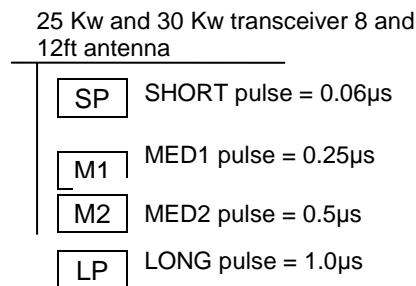 25 Kw and 30 Kw transceiver 8 and
12ft antenna
SP SHORT pulse = 0.06µs
M1 MED1 pulse = 0.25µs
M2 MED2 pulse = 0.5µs
LP LONG pulse = 1.0µs